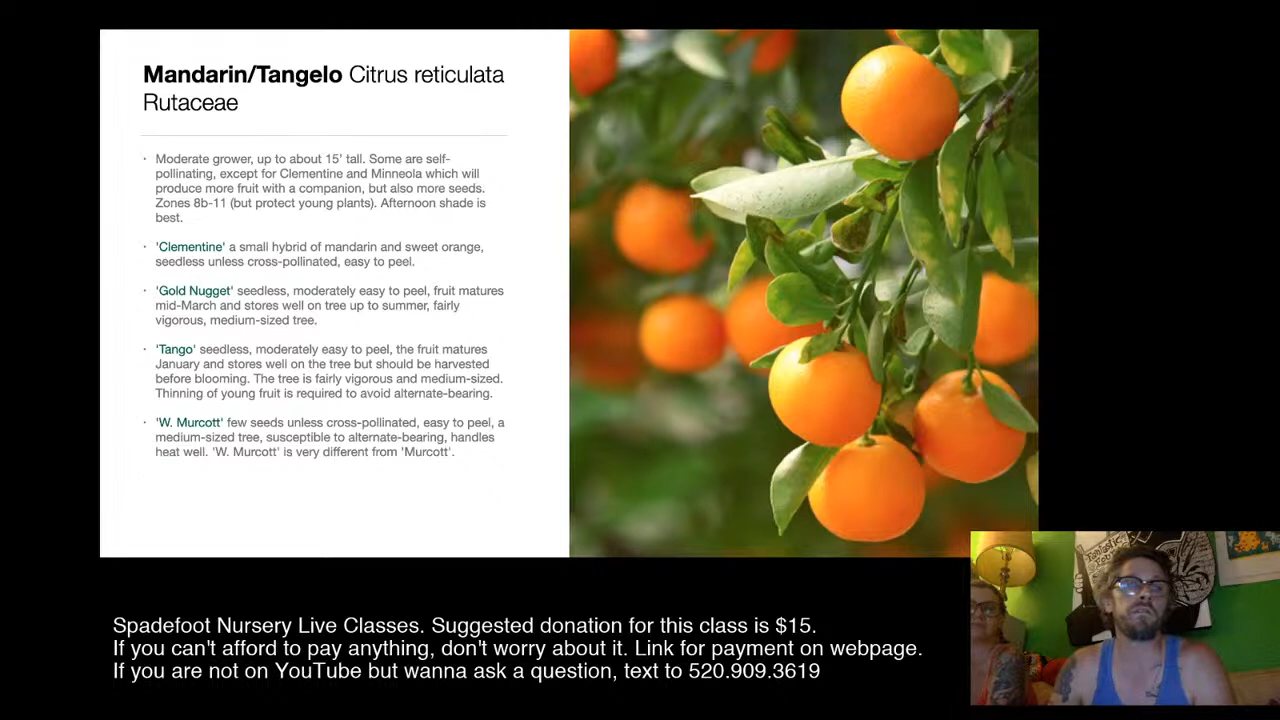 Mandarin/Tangelo Citrus reticulata
Rutaceae
· Moderate grower, up to about 15' tall. Some are self-
pollinating, except for Clementine and Minneola which will
produce more fruit with a companion, but also more seeds.
Zones 8b-11 (but protect young plants). Afternoon shade is
best.
· 'Clementine' a small hybrid of mandarin and sweet orange,
seedless unless cross-pollinated, easy to peel.
· 'Gold Nugget' seedless, moderately easy to peel, fruit matures
mid-March and stores well on tree up to summer, fairly
vigorous, medium-sized tree.
· 'Tango' seedless, moderately easy to peel, the fruit matures
January and stores well on the tree but should be harvested
before blooming. The tree is fairly vigorous and medium-sized.
Thinning of young fruit is required to avoid alternate-bearing.
· 'W. Murcott' few seeds unless cross-pollinated, easy to peel, a
medium-sized tree, susceptible to alternate-bearing, handles
heat well. 'W. Murcott' is very different from 'Murcott'.
Spadefoot Nursery Live Classes. Suggested donation for this class is $15.
If you can't afford to pay anything, don't worry about it. Link for payment on webpage.
If you are not on YouTube but wanna ask a question, text to 520.909.3619